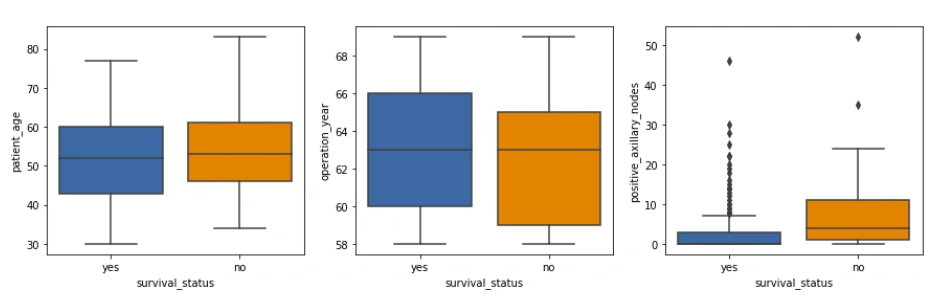 patient_age
80
70
60
50
40
30
yes
no
survival_status
operation_year
68
66
64
62
60
58
yes
no
survival_status
positive_axillary_nodes
50
40
30
20
10
0
yes
no
survival_status